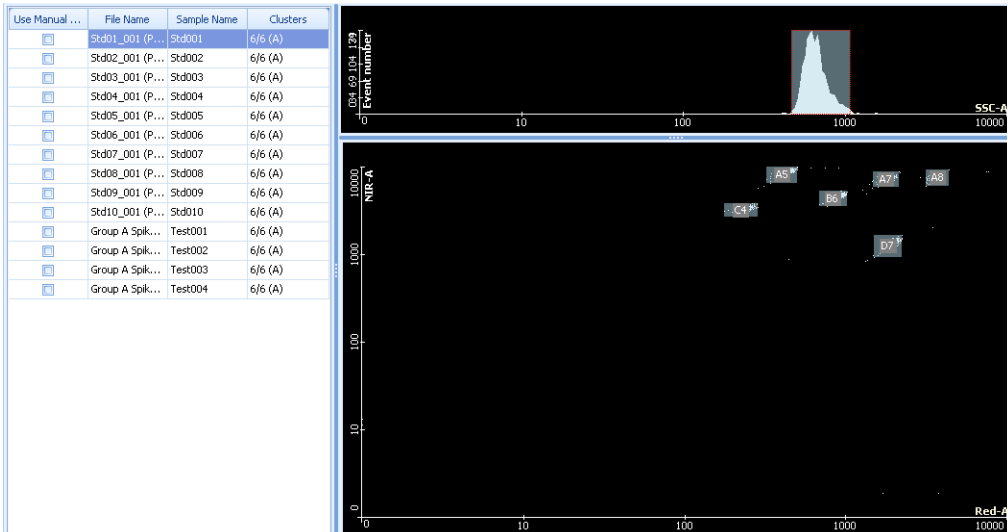 Use Manual ... File Name Sample Name Clusters
Std01_001 (P... Std001 6/6 (A)
Std02_001 (P... Std002 6/6 (A)
Std03_001 (P... Std003 6/6 (A)
Std04_001 (P... Std004 6/6 (A)
Std05_001 (P... Std005 6/6 (A)
Std06_001 (P... Std006 6/6 (A)
Std07_001 (P... Std007 6/6 (A)
Std08_001 (P... Std008 6/6 (A)
Std09_001 (P... Std009 6/6 (A)
Std10_001 (P... Std010 6/6 (A)
Group A Spik... Test001 6/6 (A)
Group A Spik... Test002 6/6 (A)
Group A Spik... Test003 6/6 (A)
Group A Spik... Test004 6/6 (A)
Event number
69 104
SSC-A
0 10 100 1000 10000
NIR-A
10000
1000
100
10
0
A5 A7 A8
B6
C4
D7
Red-A
0 10 100 1000 10000